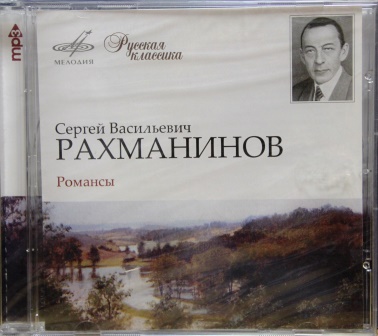 mp3
МЕЛОДИЯ
Русская
классика
Сергей Васильевич
РАХМАНИНОВ
Романсы